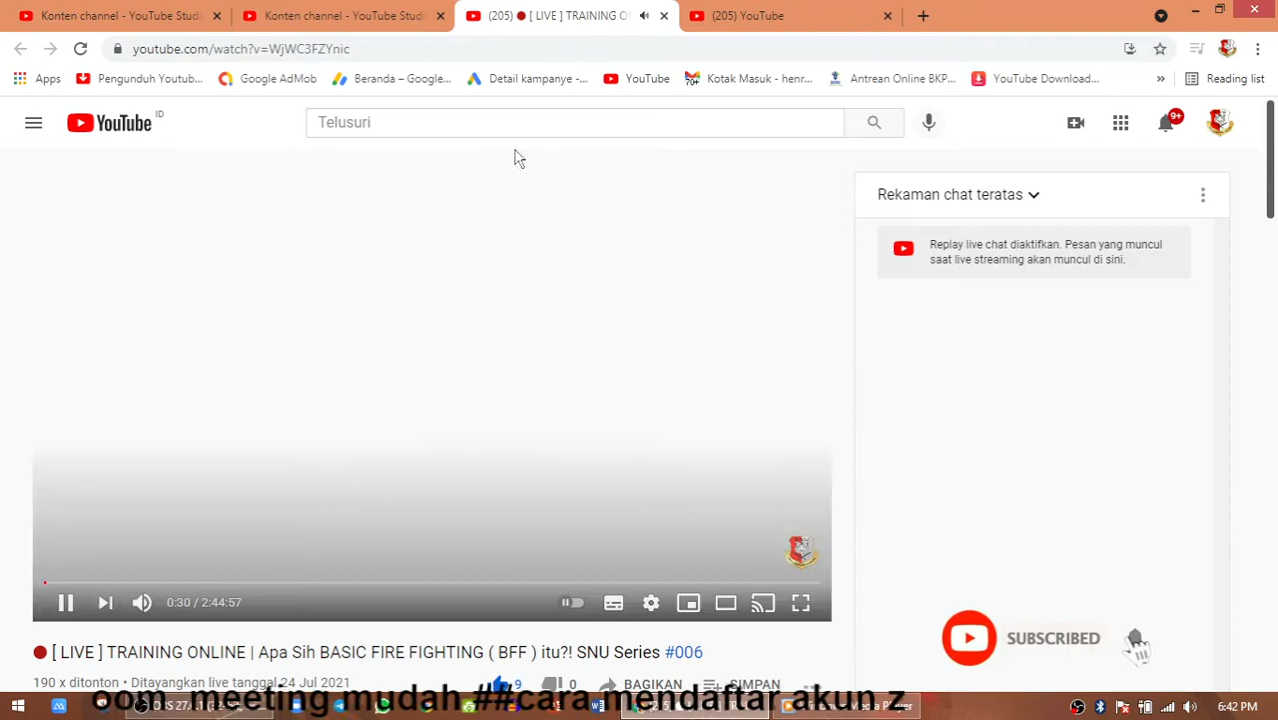 Konten channel - YouTube Stud
Konten channel - YouTube Stud
(205) [ LIVE ] TRAINING O
(205) YouTube
youtube.com/watch?v=WjWC3FZYnic
Apps
Pengunduh Youtub...
Google AdMob
Beranda – Google...
Detail kampanye -...
YouTube
70+
Kotak Masuk - henr...
Antrean Online BKP...
YouTube Download...
»
Reading list
YouTube ID
Telusuri
9+
Rekaman chat teratas
Replay live chat diaktifkan. Pesan yang muncul
saat live streaming akan muncul di sini.
0:30 / 2:44:57
SUBSCRIBED
[ LIVE ] TRAINING ONLINE | Apa Sih BASIC FIRE FIGHTING ( BFF ) itu?! SNU Series #006
190 x ditonton • Ditayangkan live tanggal 24 Jul 2021
9
0
BAGIKAN
SIMPAN
oom meeting mudah ##cara mendaftar akun z
6:42 PM